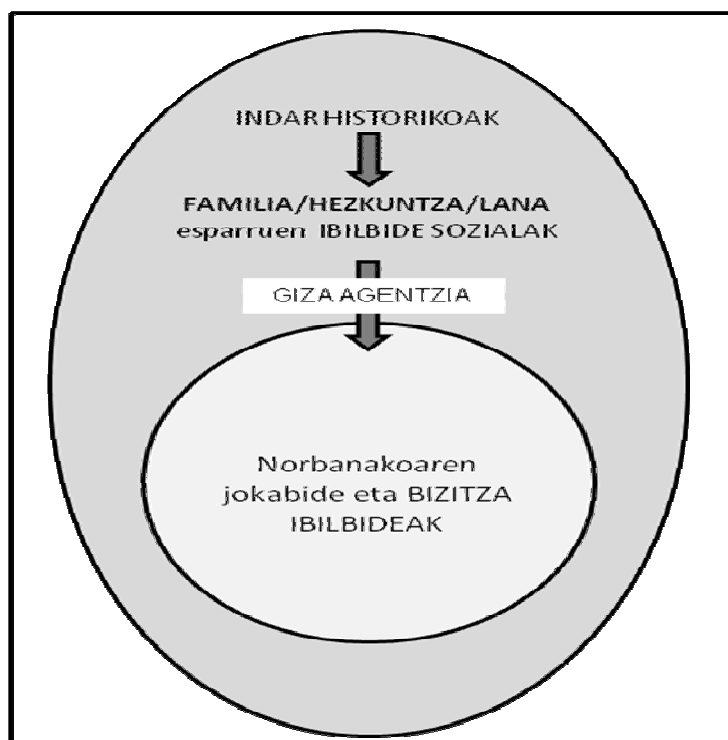 INDAR HISTORIKOAK
FAMILIA/HEZKUNTZA/LANA
esparruen IBILBIDE SOZIALAK
GIZA AGENTZIA
Norbanakoaren
jokabide eta BIZITZA
IBILBIDEAK